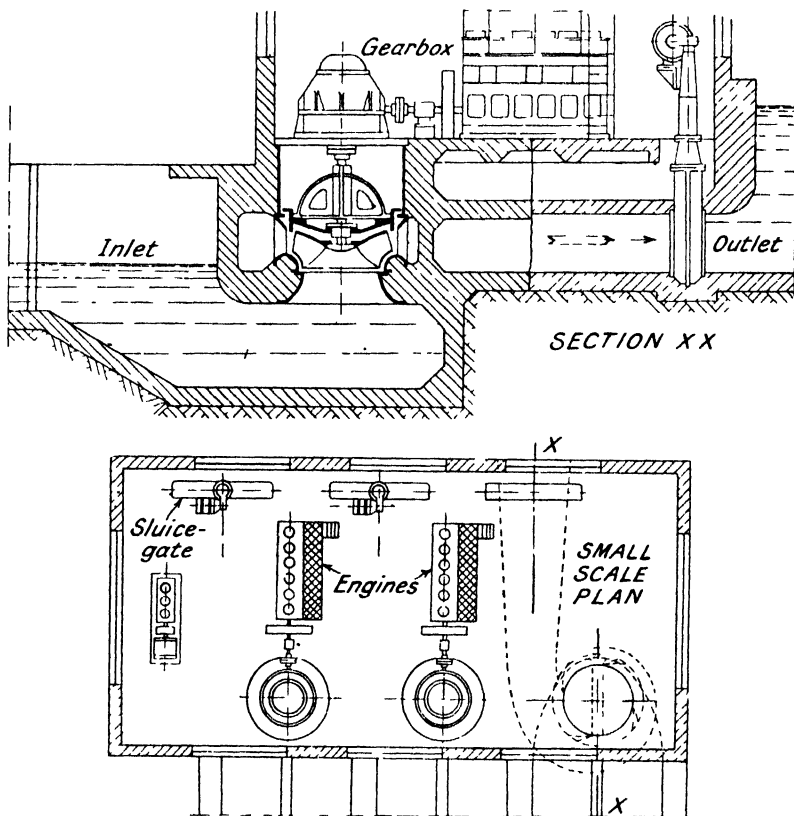 Gearbox
Inlet
Outlet
SECTION XX
X
Sluice-
gate
Engines
SMALL
SCALE
PLAN
X